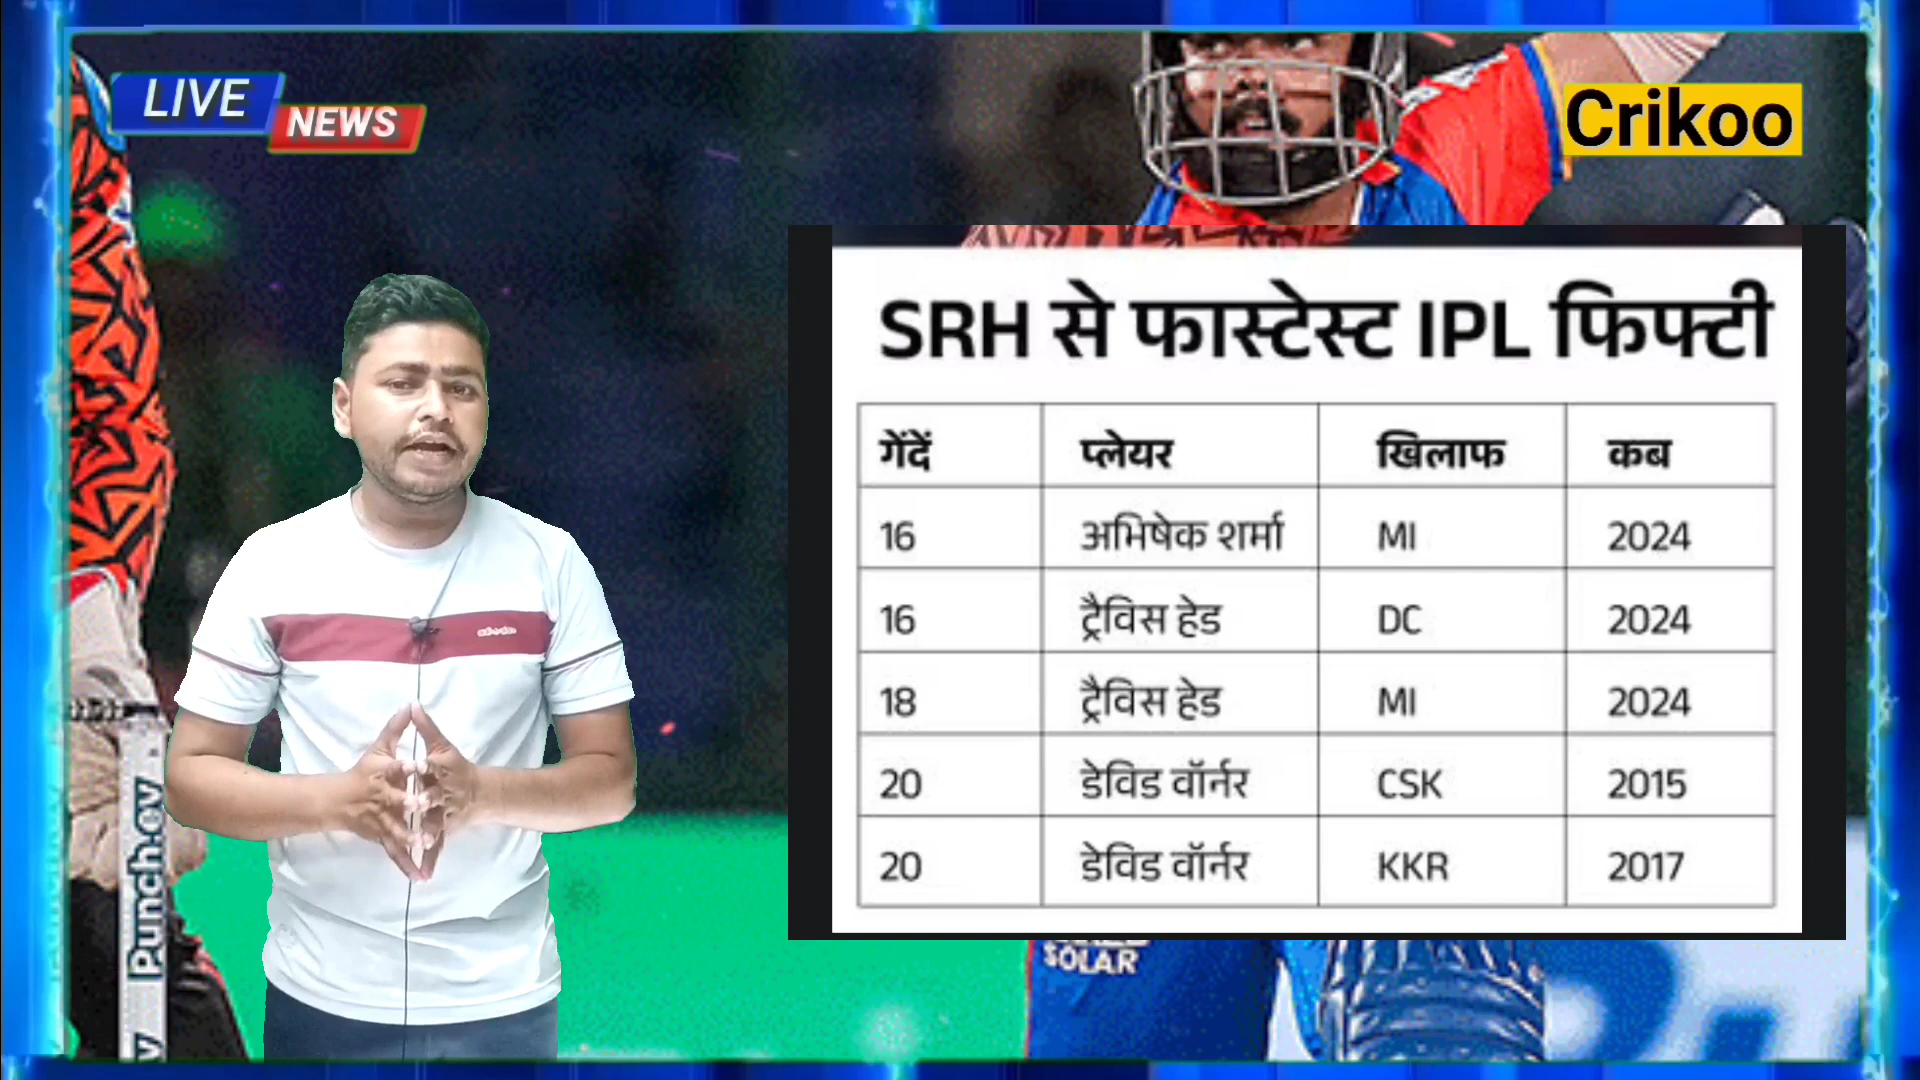 LIVE
NEWS
Crikoo
SRH से फास्टेस्ट IPL फिफ्टी
गेंदें प्लेयर खिलाफ कब
16 अभिषेक शर्मा MI 2024
16 ट्रैविस हेड DC 2024
18 ट्रैविस हेड MI 2024
20 डेविड वॉर्नर CSK 2015
20 डेविड वॉर्नर KKR 2017
Punch.ev
SOLAR